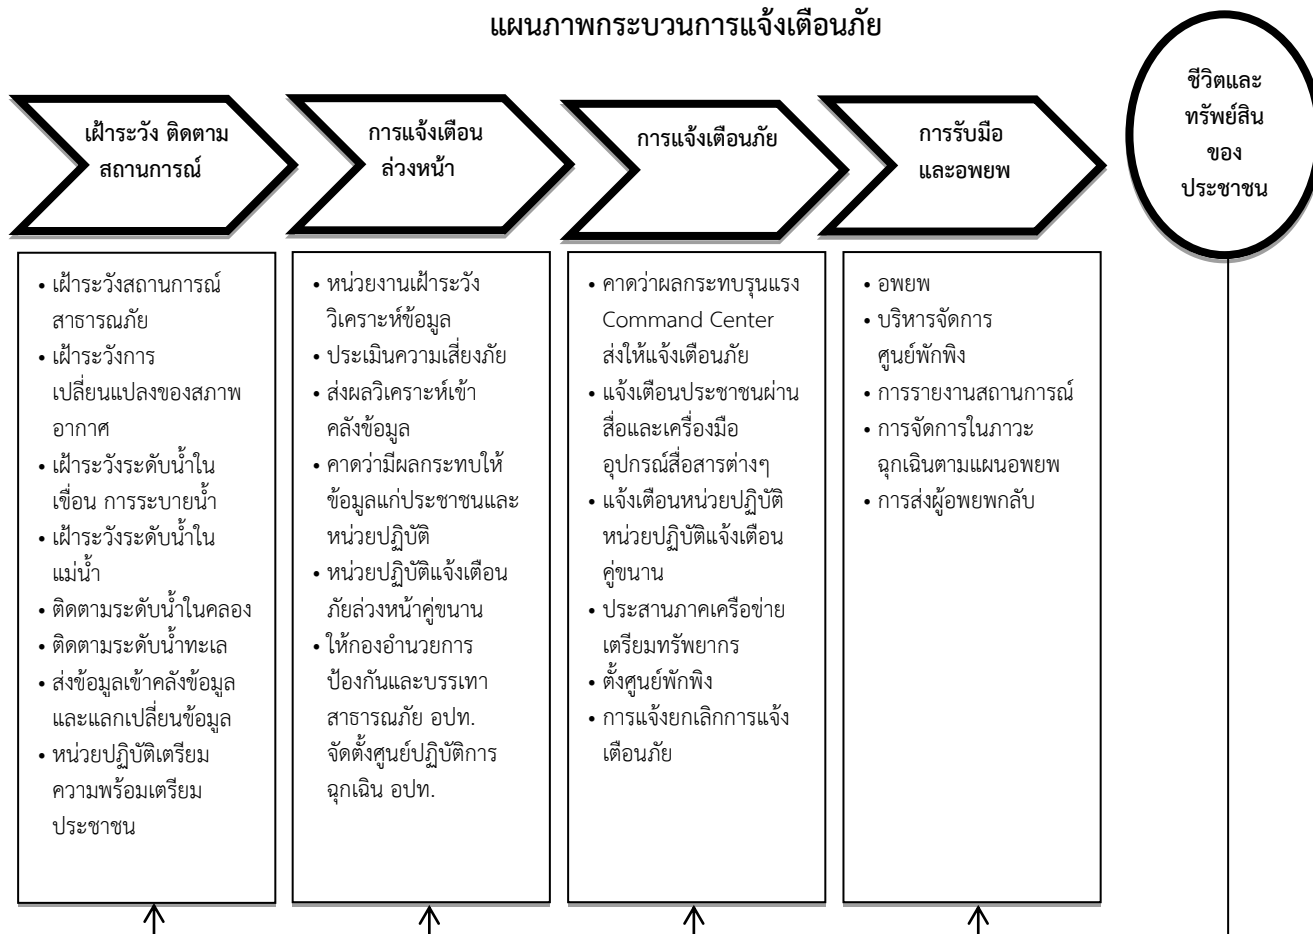 แผนภาพกระบวนการแจ้งเตือนภัย
เฝ้าระวัง ติดตาม
สถานการณ์
การแจ้งเตือน
ล่วงหน้า
การแจ้งเตือนภัย
การรับมือ
และอพยพ
ชีวิตและ
ทรัพย์สิน
ของ
ประชาชน
• เฝ้าระวังสถานการณ์
สาธารณภัย
• เฝ้าระวังการ
เปลี่ยนแปลงของสภาพ
อากาศ
• เฝ้าระวังระดับน้ำใน
เขื่อน การระบายน้ำ
• เฝ้าระวังระดับน้ำใน
แม่น้ำ
• ติดตามระดับน้ำในคลอง
• ติดตามระดับน้ำทะเล
• ส่งข้อมูลเข้าคลังข้อมูล
และแลกเปลี่ยนข้อมูล
• หน่วยปฏิบัติเตรียม
ความพร้อมเตรียม
ประชาชน
• หน่วยงานเฝ้าระวัง
วิเคราะห์ข้อมูล
• ประเมินความเสี่ยงภัย
• ส่งผลวิเคราะห์เข้า
คลังข้อมูล
• คาดว่ามีผลกระทบให้
ข้อมูลแก่ประชาชนและ
หน่วยปฏิบัติ
• หน่วยปฏิบัติแจ้งเตือน
ภัยล่วงหน้าคู่ขนาน
• ให้กองอำนวยการ
ป้องกันและบรรเทา
สาธารณภัย อปท.
จัดตั้งศูนย์ปฏิบัติการ
ฉุกเฉิน อปท.
• คาดว่าผลกระทบรุนแรง
Command Center
ส่งให้แจ้งเตือนภัย
• แจ้งเตือนประชาชนผ่าน
สื่อและเครื่องมือ
อุปกรณ์สื่อสารต่างๆ
• แจ้งเตือนหน่วยปฏิบัติ
หน่วยปฏิบัติแจ้งเตือน
คู่ขนาน
• ประสานภาคเครือข่าย
เตรียมทรัพยากร
• ตั้งศูนย์พักพิง
• การแจ้งยกเลิกการแจ้ง
เตือนภัย
• อพยพ
• บริหารจัดการ
ศูนย์พักพิง
• การรายงานสถานการณ์
• การจัดการในภาวะ
ฉุกเฉินตามแผนอพยพ
• การส่งผู้อพยพกลับ